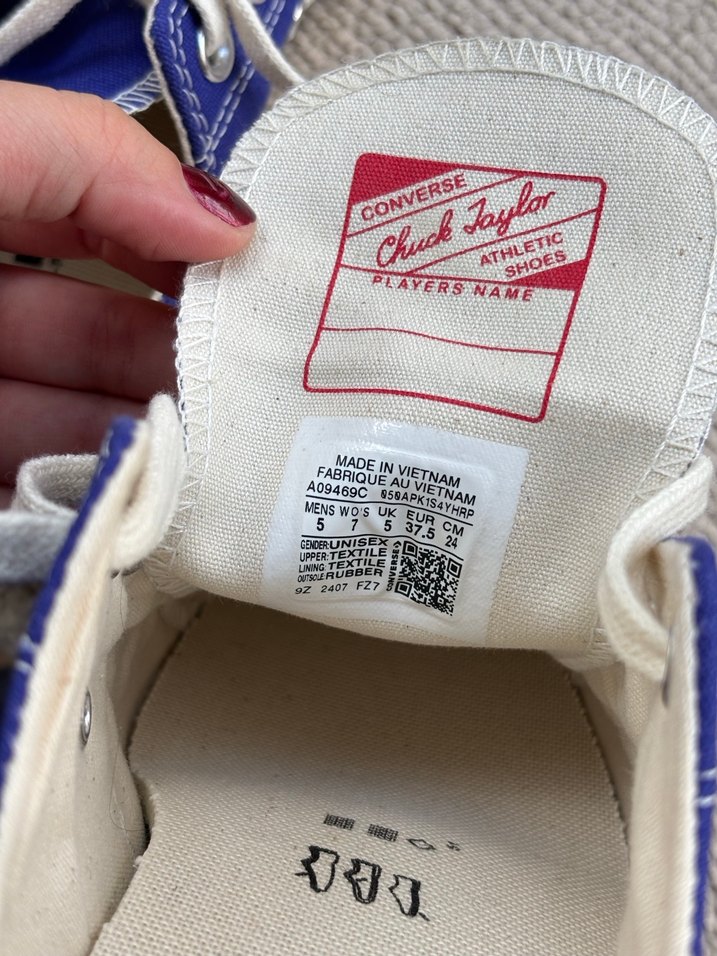 CONVERSE
Chuck Taylor
ATHLETIC
SHOES
PLAYERS NAME
MADE IN VIETNAM
FABRIQUE AU VIETNAM
A09469C 050APK1S4YHRP
MENS WO'S UK EUR CM
5 7 5 37.5 24
GENDER:UNISEX
UPPER:TEXTILE
LINING:TEXTILE
OUTSOLE:RUBBER
CONVERSE
9Z 2407 FZ7